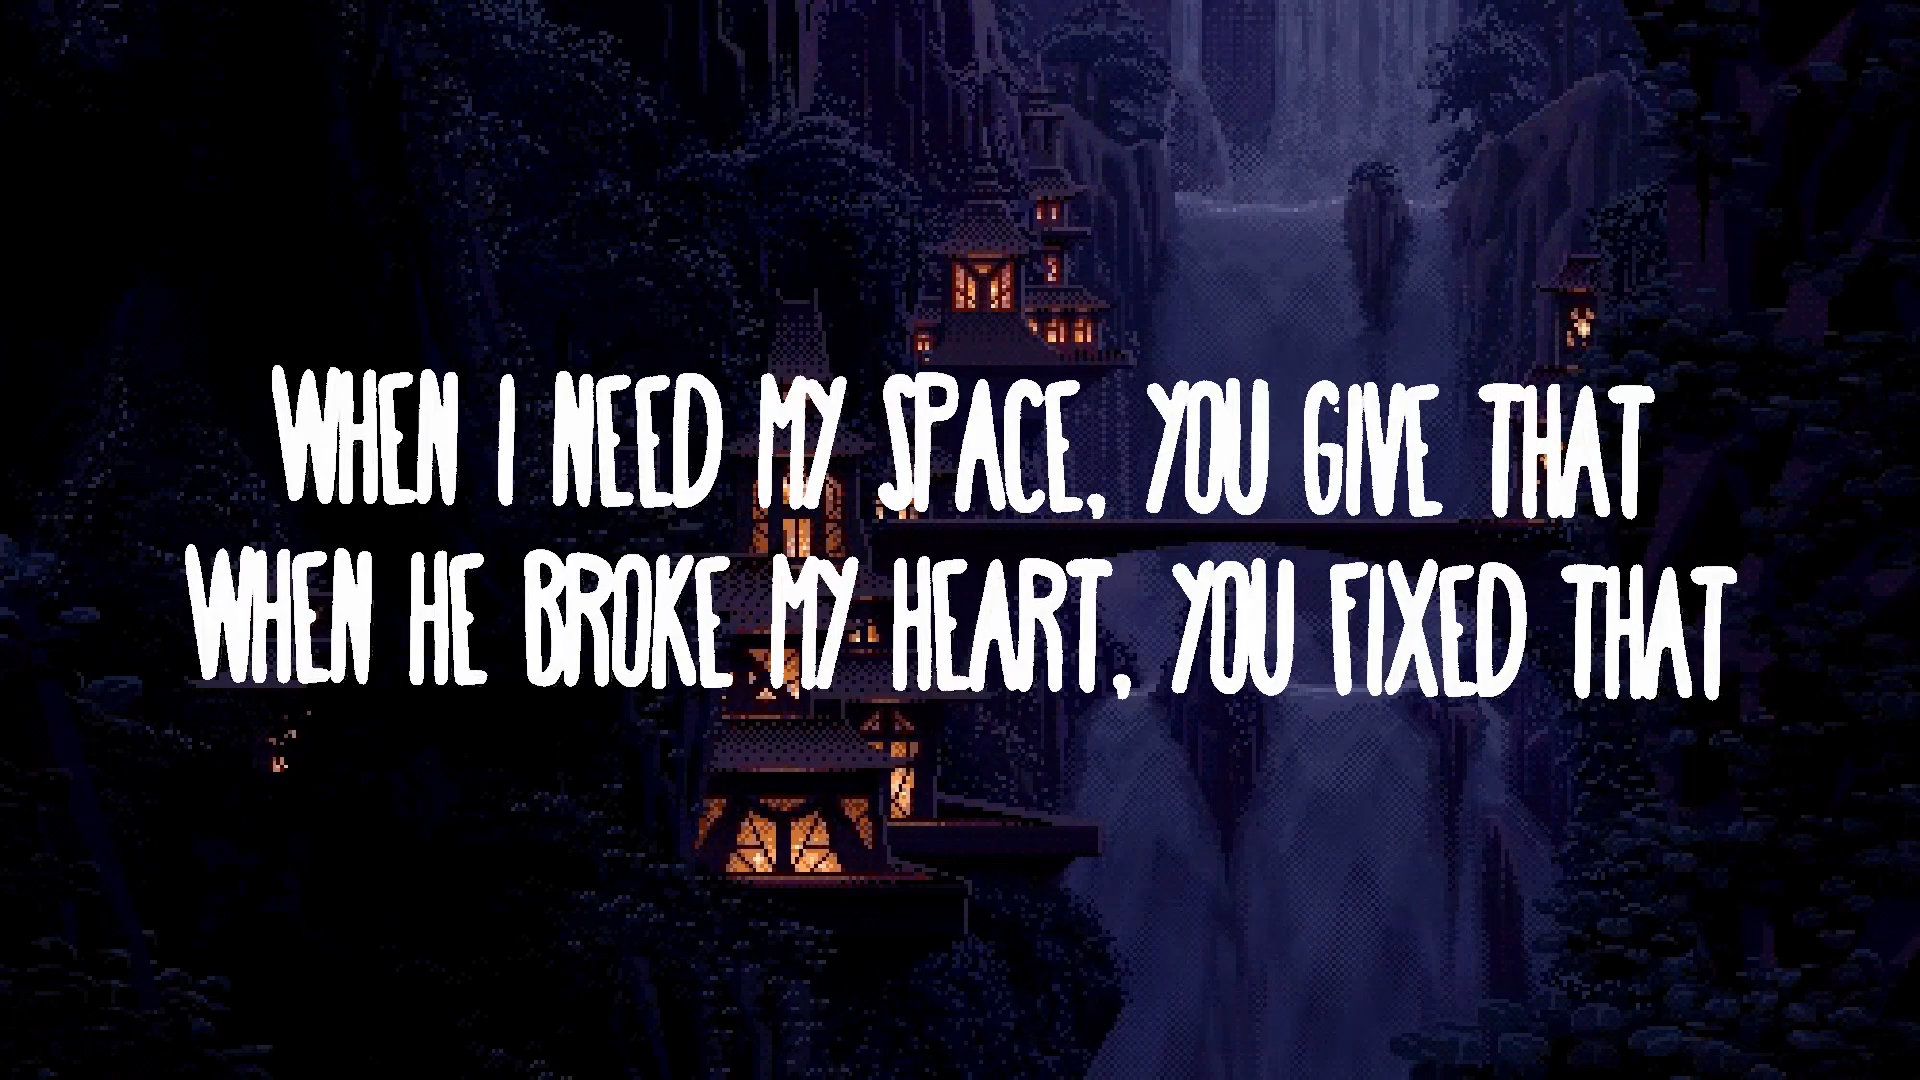 WHEN I NEED MY SPACE, YOU GIVE THAT
WHEN HE BROKE MY HEART, YOU FIXED THAT